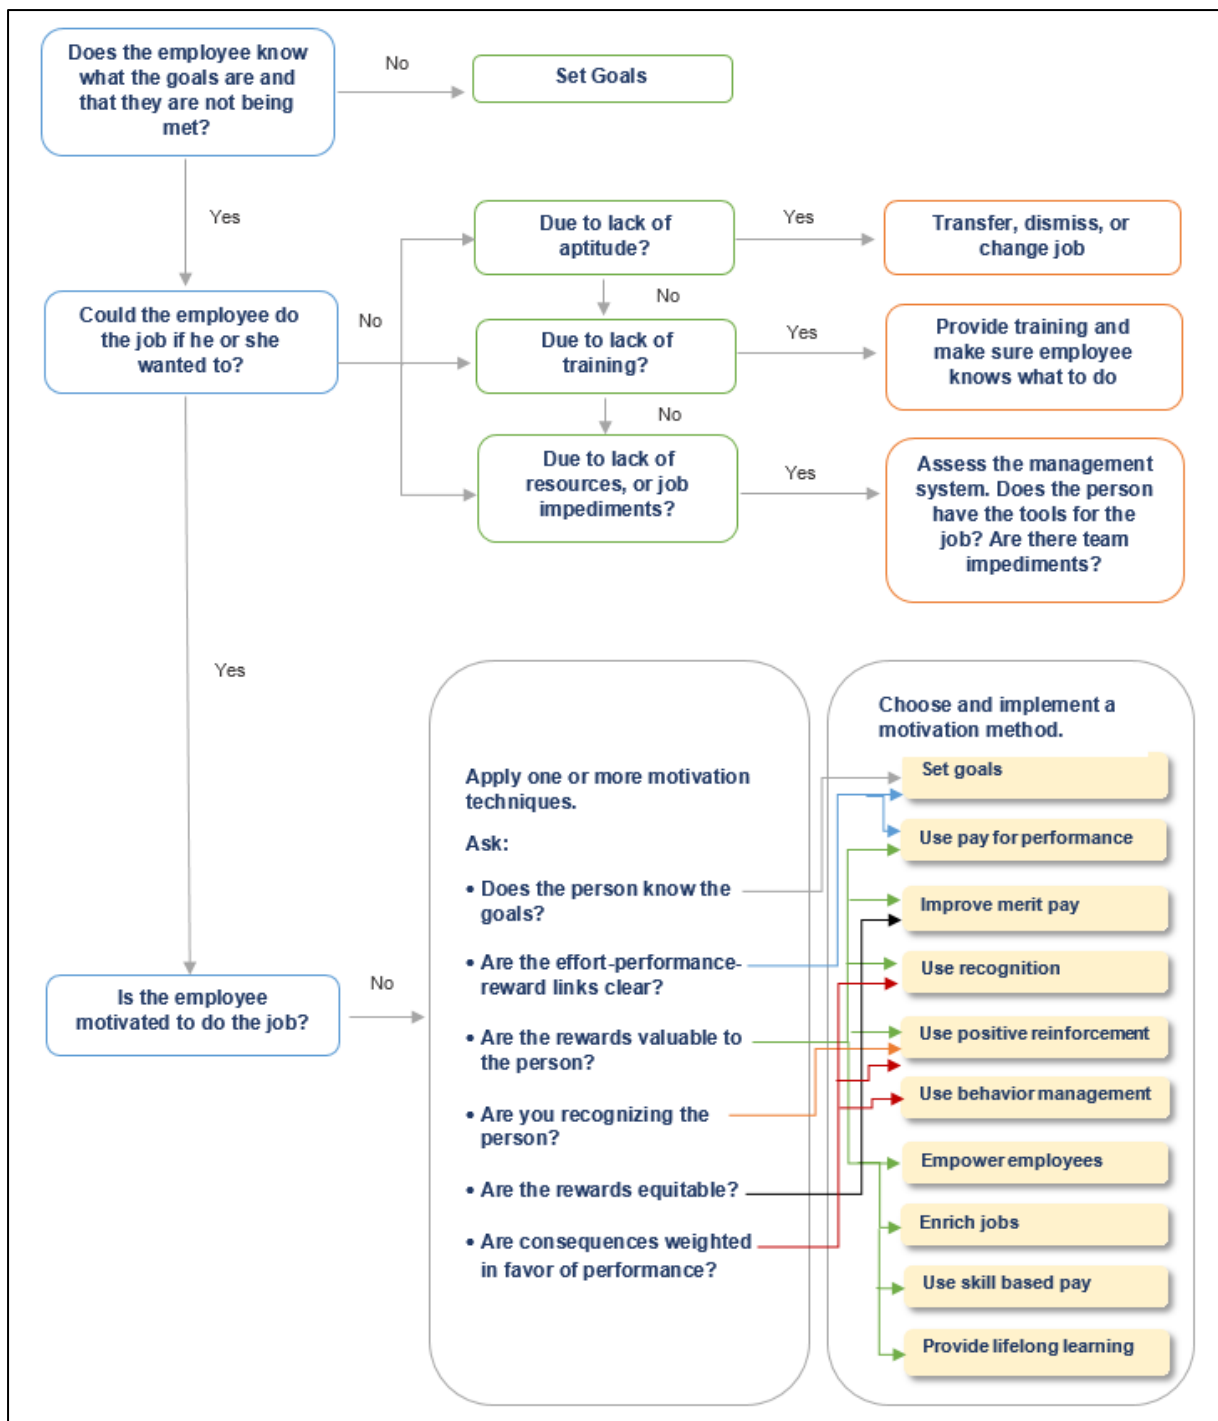 Does the employee know
what the goals are and
that they are not being
met?
No
Set Goals
Yes
Due to lack of
aptitude?
Yes
Transfer, dismiss, or
change job
No
Could the employee do
the job if he or she
wanted to?
No
Due to lack of
training?
Yes
Provide training and
make sure employee
knows what to do
No
Due to lack of
resources, or job
impediments?
Yes
Assess the management
system. Does the person
have the tools for the
job? Are there team
impediments?
Yes
Is the employee
motivated to do the job?
No
Apply one or more motivation
techniques.
Ask:
• Does the person know the
goals?
• Are the effort-performance-
reward links clear?
• Are the rewards valuable to
the person?
• Are you recognizing the
person?
• Are the rewards equitable?
• Are consequences weighted
in favor of performance?
Choose and implement a
motivation method.
Set goals
Use pay for performance
Improve merit pay
Use recognition
Use positive reinforcement
Use behavior management
Empower employees
Enrich jobs
Use skill based pay
Provide lifelong learning